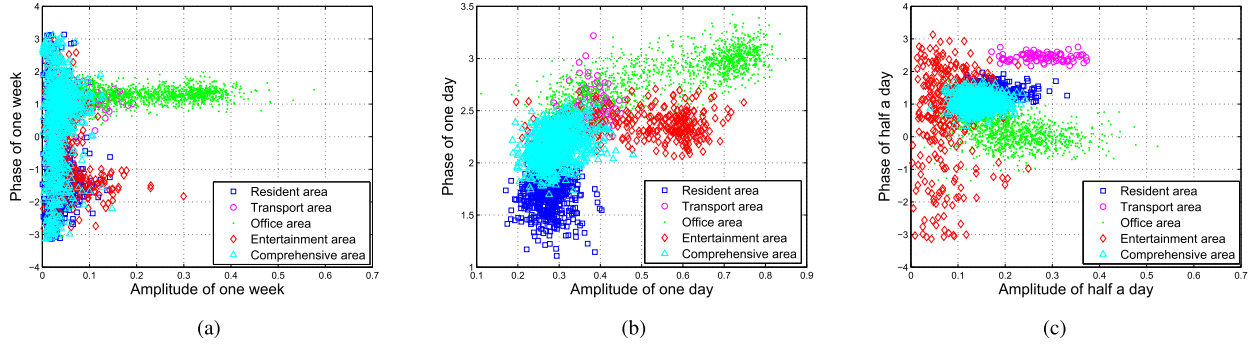 4
3
2
1
0
−1
−2
−3
−4
Phase of one week
0 0.1 0.2 0.3 0.4 0.5 0.6 0.7
Amplitude of one week
Resident area
Transport area
Office area
Entertainment area
Comprehensive area
(a)
3.5
3
2.5
2
1.5
1
Phase of one day
0.1 0.2 0.3 0.4 0.5 0.6 0.7 0.8 0.9
Amplitude of one day
Resident area
Transport area
Office area
Entertainment area
Comprehensive area
(b)
4
3
2
1
0
−1
−2
−3
−4
Phase of half a day
0 0.1 0.2 0.3 0.4 0.5 0.6 0.7
Amplitude of half a day
Resident area
Transport area
Office area
Entertainment area
Comprehensive area
(c)